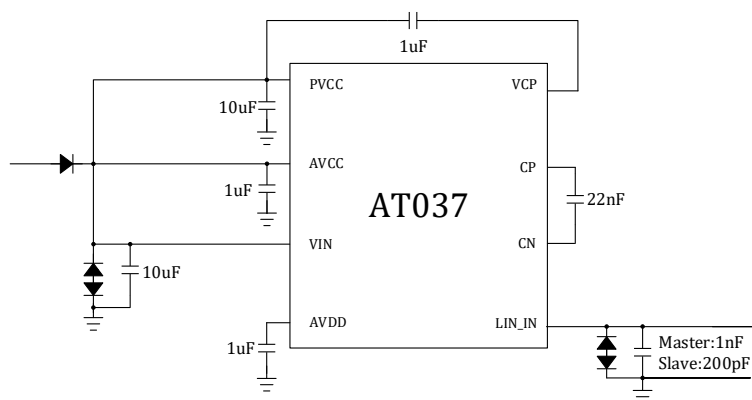 1uF
PVCC
VCP
10uF
AVCC
CP
1uF
AT037
22nF
VIN
CN
10uF
AVDD
LIN_IN
1uF
Master:1nF
Slave:200pF